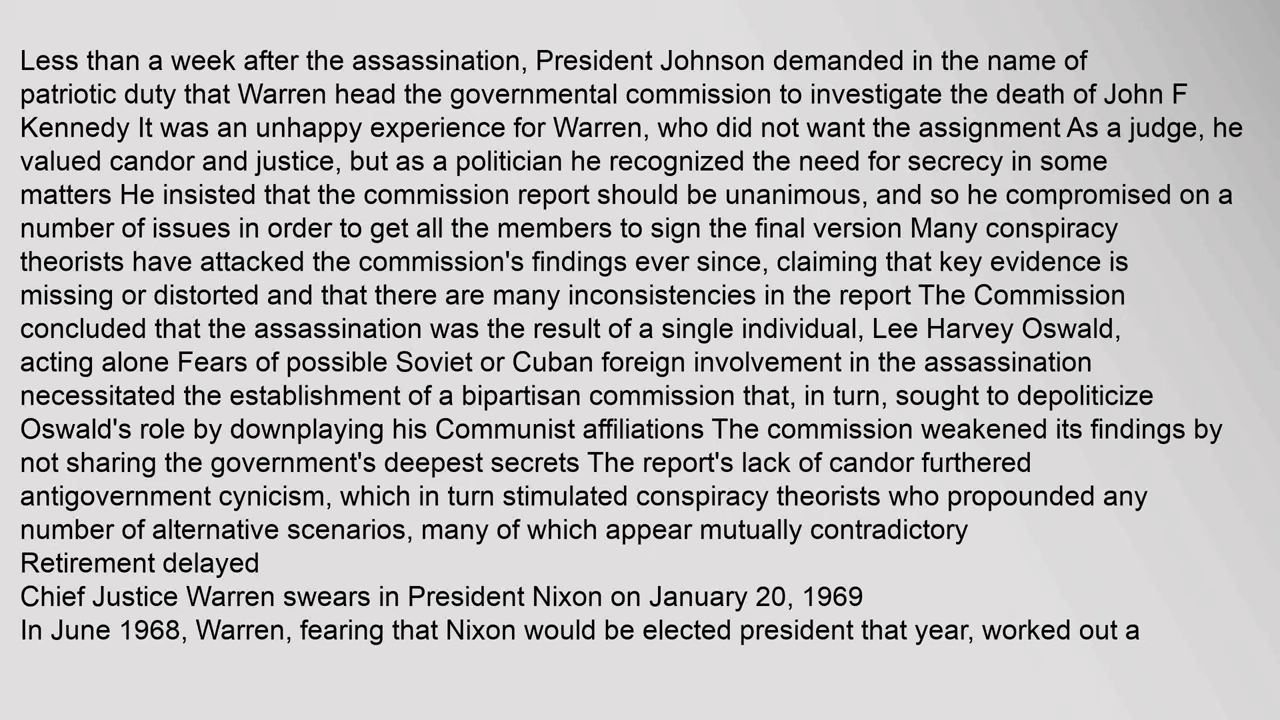 Less than a week after the assassination, President Johnson demanded in the name of
patriotic duty that Warren head the governmental commission to investigate the death of John F
Kennedy It was an unhappy experience for Warren, who did not want the assignment As a judge, he
valued candor and justice, but as a politician he recognized the need for secrecy in some
matters He insisted that the commission report should be unanimous, and so he compromised on a
number of issues in order to get all the members to sign the final version Many conspiracy
theorists have attacked the commission's findings ever since, claiming that key evidence is
missing or distorted and that there are many inconsistencies in the report The Commission
concluded that the assassination was the result of a single individual, Lee Harvey Oswald,
acting alone Fears of possible Soviet or Cuban foreign involvement in the assassination
necessitated the establishment of a bipartisan commission that, in turn, sought to depoliticize
Oswald's role by downplaying his Communist affiliations The commission weakened its findings by
not sharing the government's deepest secrets The report's lack of candor furthered
antigovernment cynicism, which in turn stimulated conspiracy theorists who propounded any
number of alternative scenarios, many of which appear mutually contradictory
Retirement delayed
Chief Justice Warren swears in President Nixon on January 20, 1969
In June 1968, Warren, fearing that Nixon would be elected president that year, worked out a